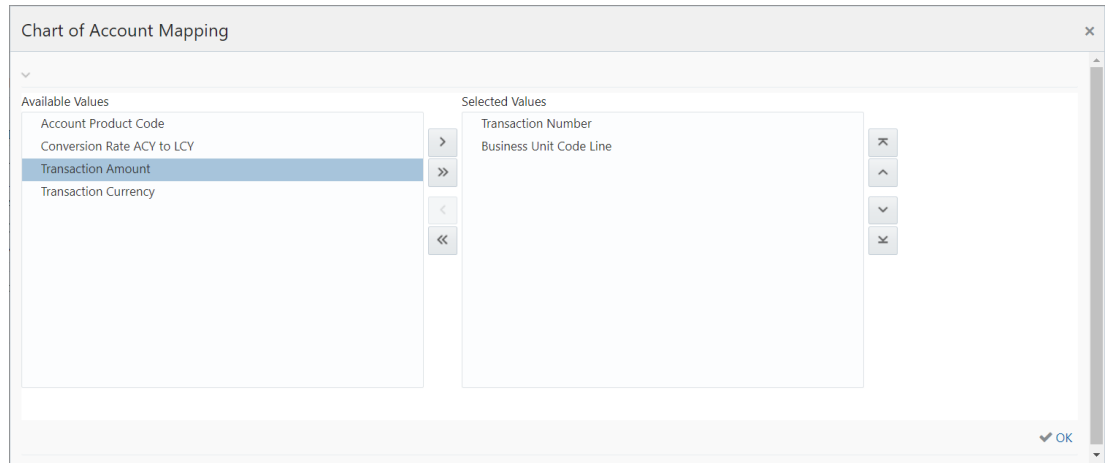 Chart of Account Mapping
Available Values
Account Product Code
Conversion Rate ACY to LCY
Transaction Amount
Transaction Currency
Selected Values
Transaction Number
Business Unit Code Line
OK